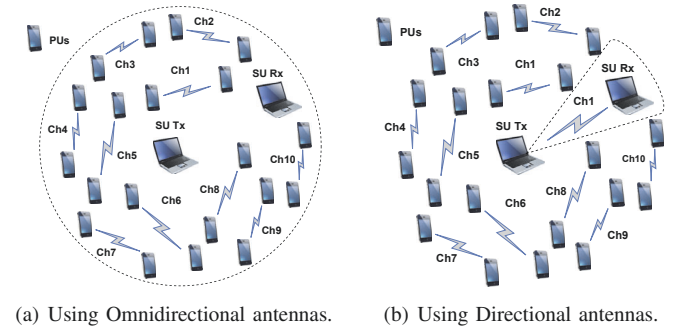 PUs
Ch2
Ch3
Ch1
SU Rx
Ch4
SU Tx
Ch5
Ch10
Ch6
Ch8
Ch7
Ch9
(a) Using Omnidirectional antennas.
PUs
Ch2
Ch3
Ch1
SU Rx
Ch1
Ch4
SU Tx
Ch5
Ch10
Ch6
Ch8
Ch7
Ch9
(b) Using Directional antennas.